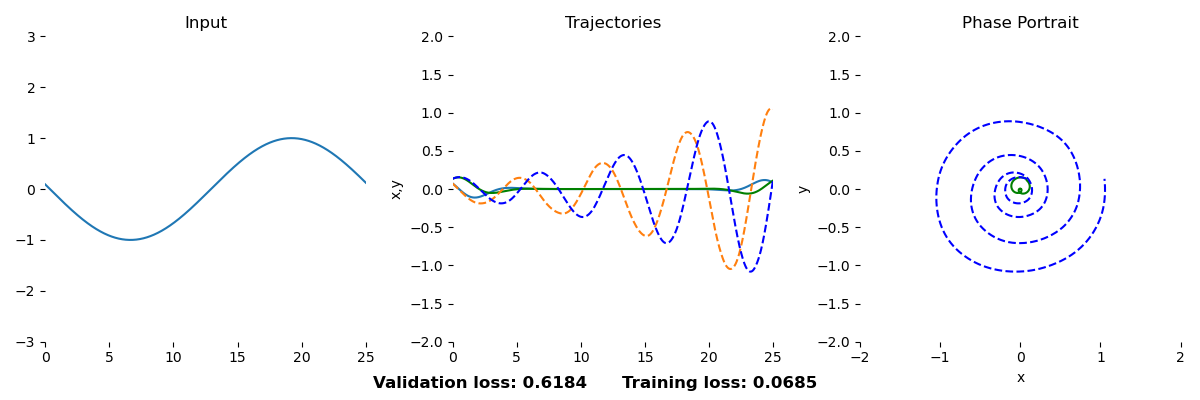 Input
3
2
1
0
−1
−2
−3
0 5 10 15 20 25
Trajectories
x,y
2.0
1.5
1.0
0.5
0.0
−0.5
−1.0
−1.5
−2.0
0 5 10 15 20 25
Phase Portrait
y
2.0
1.5
1.0
0.5
0.0
−0.5
−1.0
−1.5
−2.0
−2 −1 0 1 2
x
Validation loss: 0.6184 Training loss: 0.0685